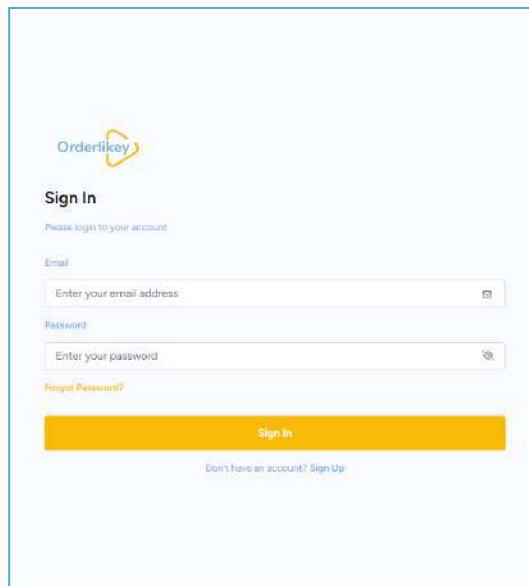 Orderlikey
Sign In
Please login to your account
Email
Enter your email address
Password
Enter your password
Forgot Password?
Sign In
Don't have an account? Sign Up